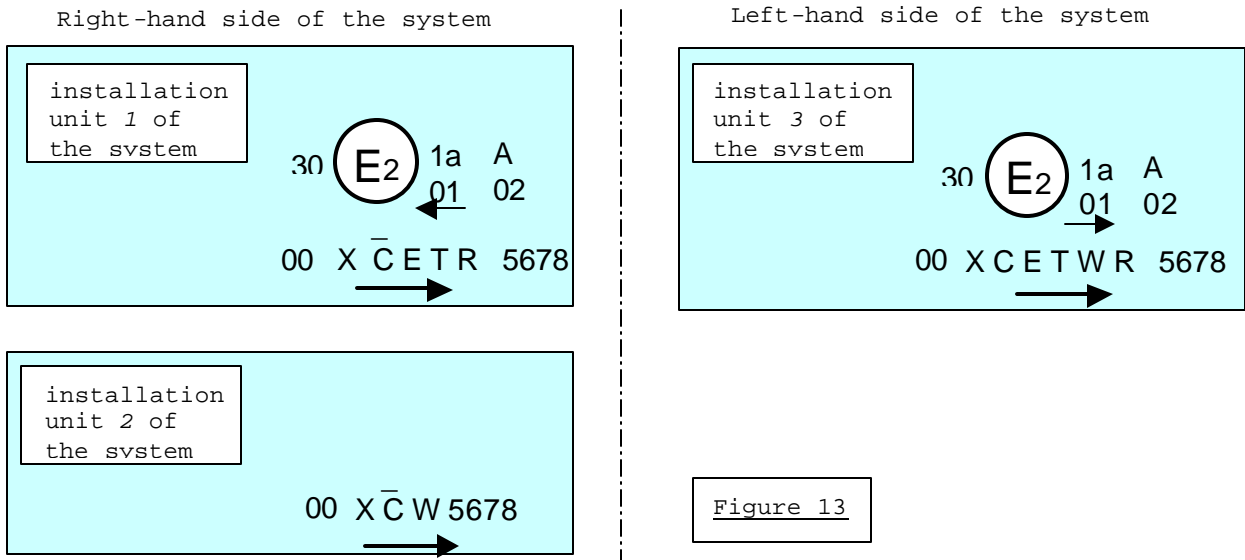 Right-hand side of the system
installation
unit 1 of
the system
30 E2 1a A
01 02
00 X C̅ E T R 5678
installation
unit 2 of
the system
00 X C̅ W 5678
Left-hand side of the system
installation
unit 3 of
the system
30 E2 1a A
01 02
00 X C E T W R 5678
Figure 13